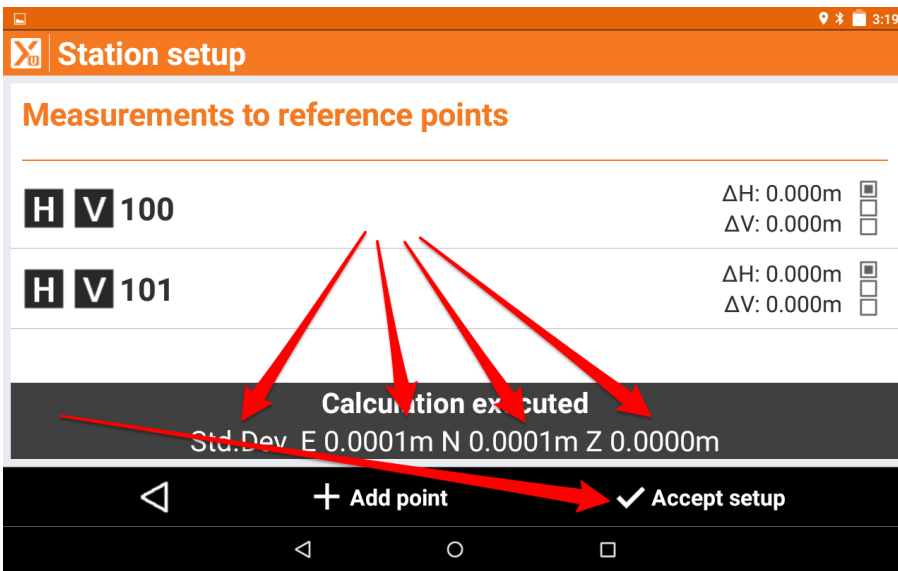 3:19
Station setup
Measurements to reference points
H V 100
ΔH: 0.000m
ΔV: 0.000m
H V 101
ΔH: 0.000m
ΔV: 0.000m
Calculation executed
Std.Dev. E 0.0001m N 0.0001m Z 0.0000m
Add point
Accept setup